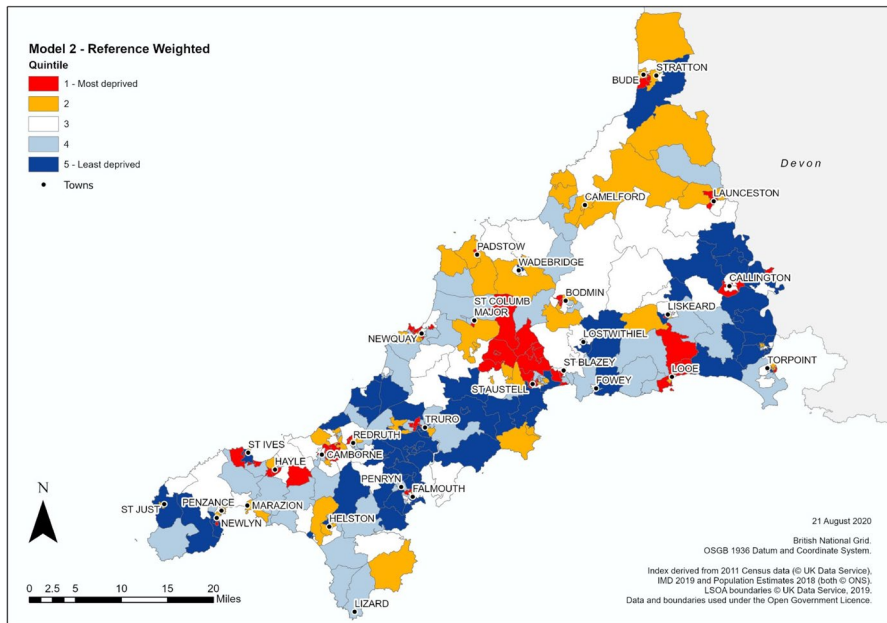 Model 2 - Reference Weighted
Quintile
1 - Most deprived
2
3
4
5 - Least deprived
Towns
STRATTON
BUDE
Devon
LAUNCESTON
CAMELFORD
PADSTOW
WADEBRIDGE
CALLINGTON
BODMIN
ST COLUMB
MAJOR
LISKEARD
NEWQUAY
LOSTWITHIEL
ST BLAZEY
TORPOINT
LOOE
ST AUSTELL
FOWEY
TRURO
REDRUTH
ST IVES
CAMBORNE
HAYLE
PENRYN
FALMOUTH
ST JUST
PENZANCE
MARAZION
NEWLYN
HELSTON
LIZARD
N
0 2.5 5 10 15 20
Miles
21 August 2020
British National Grid.
OSGB 1936 Datum and Coordinate System.
Index derived from 2011 Census data (© UK Data Service),
IMD 2019 and Population Estimates 2018 (both © ONS).
LSOA boundaries © UK Data Service, 2019.
Data and boundaries used under the Open Government Licence.